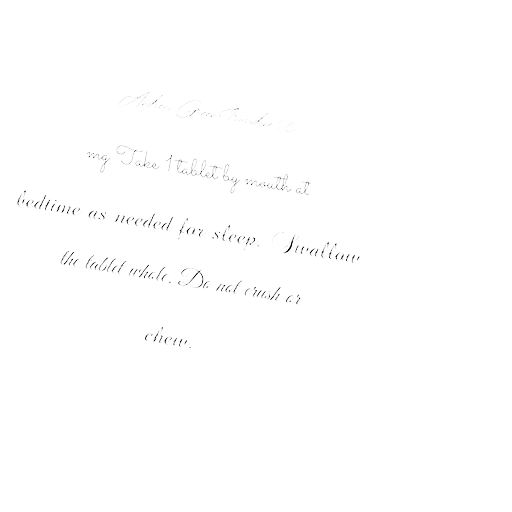 mg Take 1 tablet by mouth at
bedtime as needed for sleep. Swallow
the tablet whole. Do not crush or
chew.